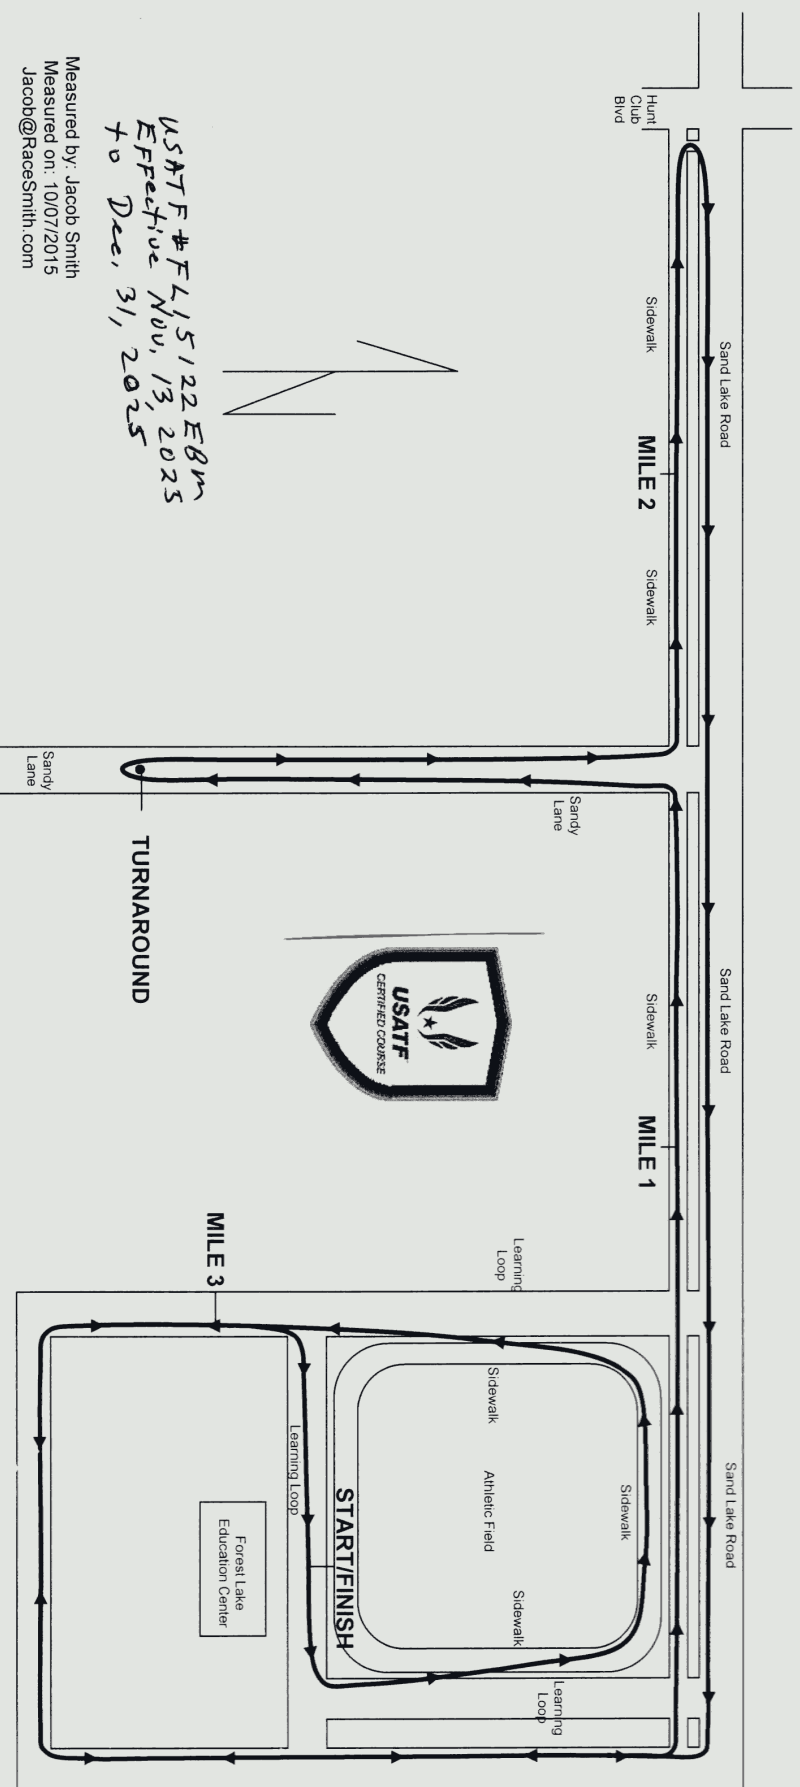 Hunt
Club
Blvd
Sidewalk
Sand Lake Road
MILE 2
Sidewalk
USATF #FL15122EBM
Effective Nov. 13, 2025
to Dec. 31, 2025
Measured by: Jacob Smith
Measured on: 10/07/2015
Jacob@RaceSmith.com
Sandy
Lane
Sandy
Lane
TURNAROUND
USATF
CERTIFIED COURSE
Sand Lake Road
Sidewalk
MILE 1
Learning
Loop
MILE 3
Sidewalk
Athletic Field
Sidewalk
Sidewalk
Sand Lake Road
Learning Loop
START/FINISH
Forest Lake
Education Center
Learning
Loop